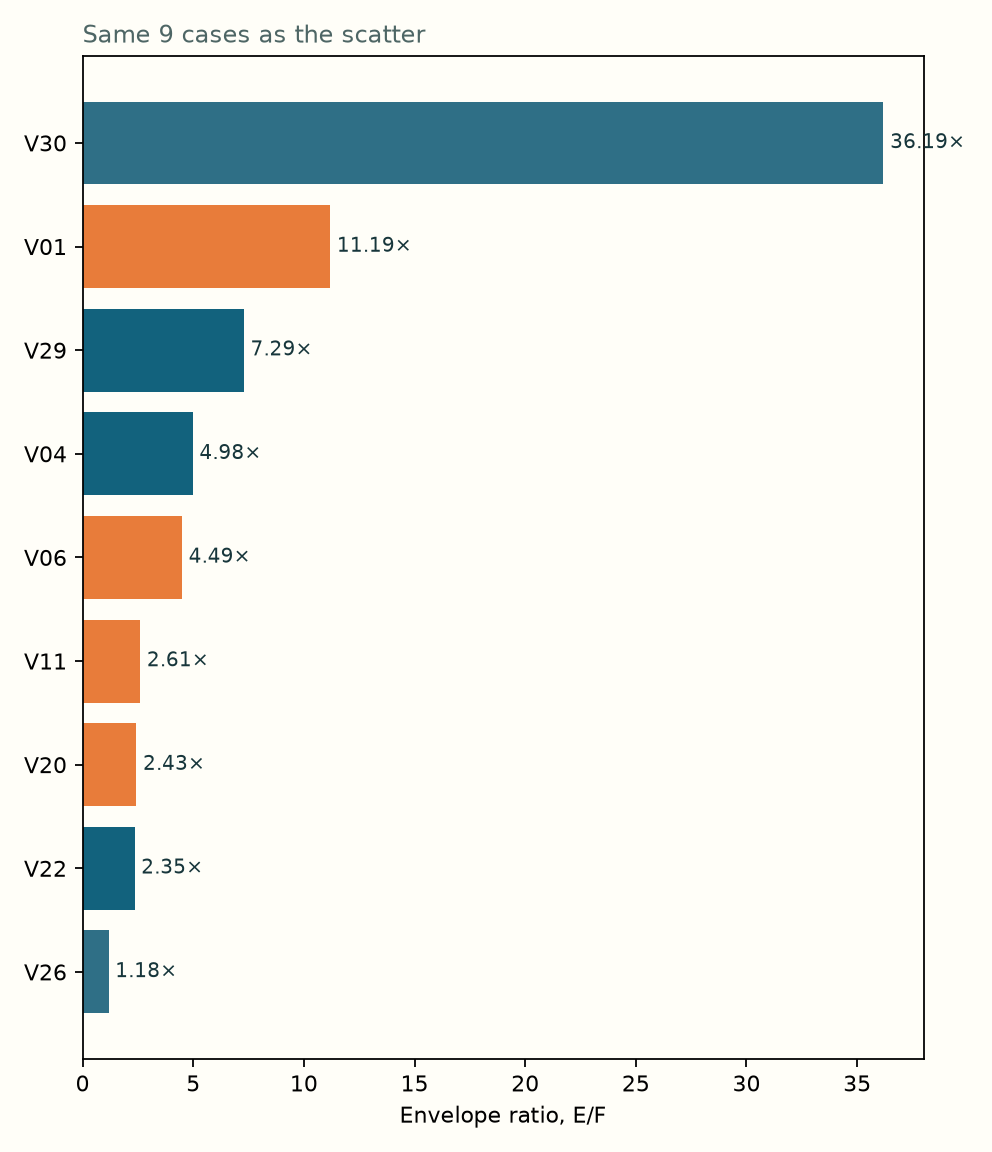 Same 9 cases as the scatter
V30 36.19×
V01 11.19×
V29 7.29×
V04 4.98×
V06 4.49×
V11 2.61×
V20 2.43×
V22 2.35×
V26 1.18×
0 5 10 15 20 25 30 35
Envelope ratio, E/F